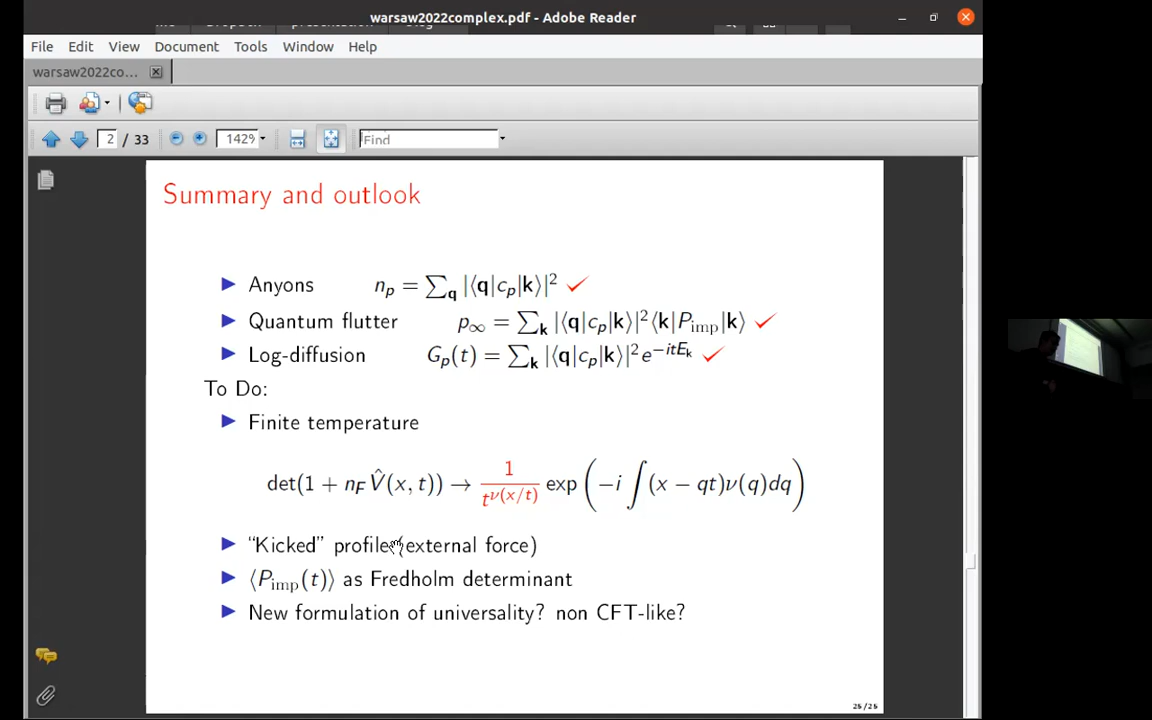 warsaw2022complex.pdf - Adobe Reader
File Edit View Document Tools Window Help
warsaw2022co...
2 / 33 142% Find
Summary and outlook
▶ Anyons n_p = ∑_q |⟨q|c_p|k⟩|² ✓
▶ Quantum flutter p_∞ = ∑_k |⟨q|c_p|k⟩|²⟨k|P_imp|k⟩ ✓
▶ Log-diffusion G_p(t) = ∑_k |⟨q|c_p|k⟩|² e^{-itE_k} ✓
To Do:
▶ Finite temperature
det(1 + n_F V̂(x, t)) → 1/t^{ν(x/t)} exp(−i ∫(x − qt)ν(q)dq)
▶ "Kicked" profile (external force)
▶ ⟨P_imp(t)⟩ as Fredholm determinant
▶ New formulation of universality? non CFT-like?
25/25